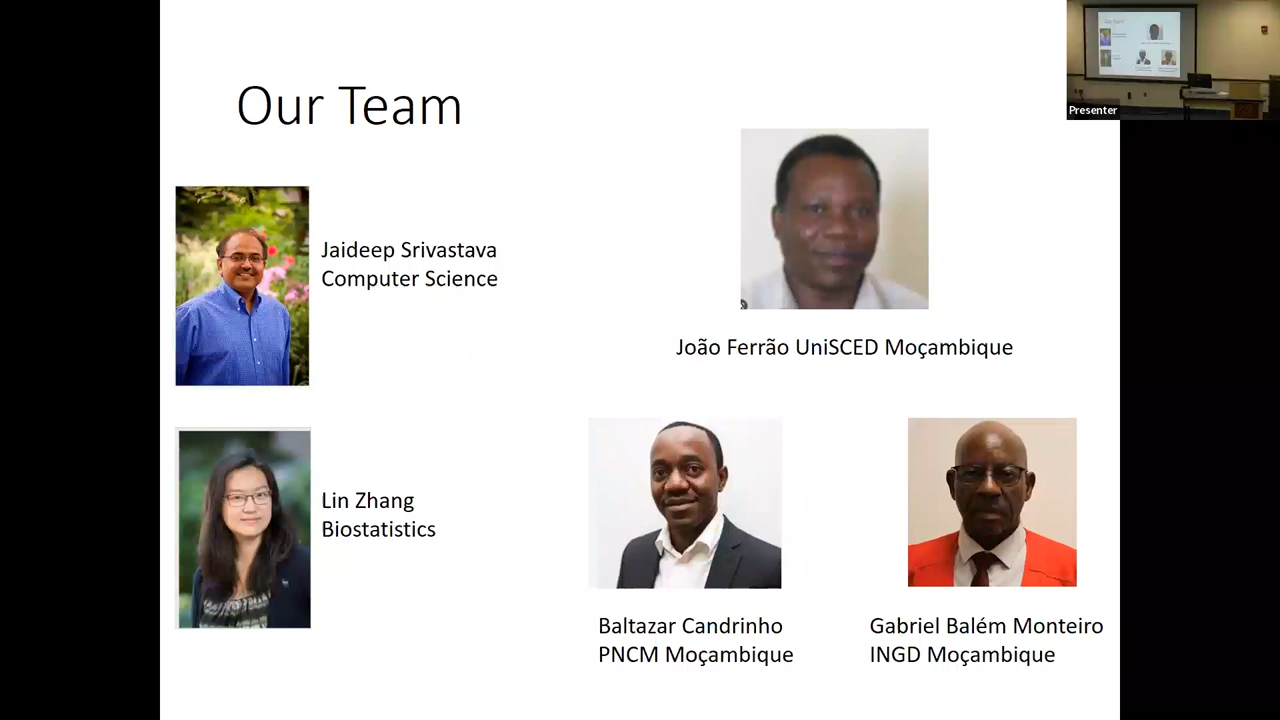 Our Team
Presenter
Jaideep Srivastava
Computer Science
João Ferrão UniSCED Moçambique
Lin Zhang
Biostatistics
Baltazar Candrinho
PNCM Moçambique
Gabriel Balém Monteiro
INGD Moçambique